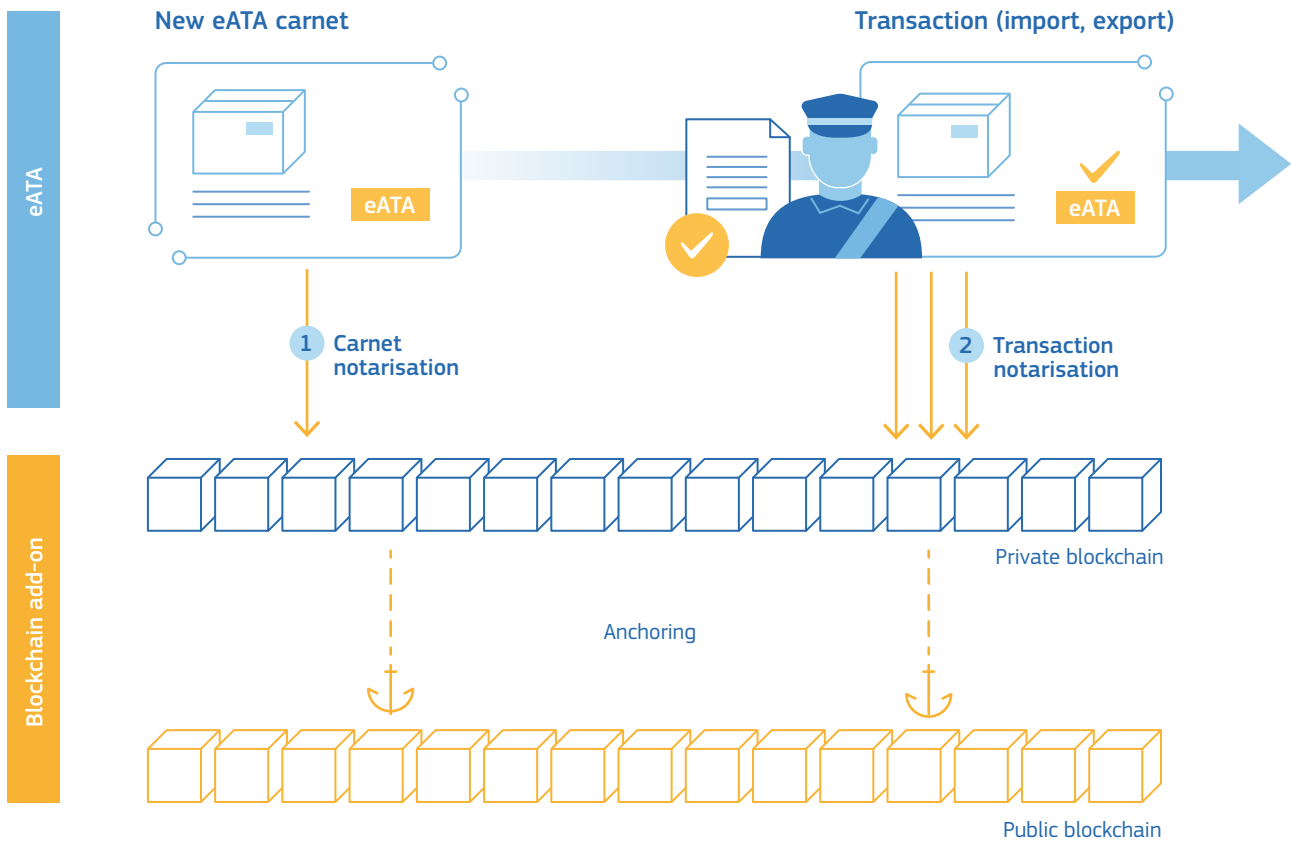 New eATA carnet
Transaction (import, export)
eATA
eATA
eATA
1 Carnet
notarisation
2 Transaction
notarisation
Blockchain add-on
Private blockchain
Anchoring
Public blockchain